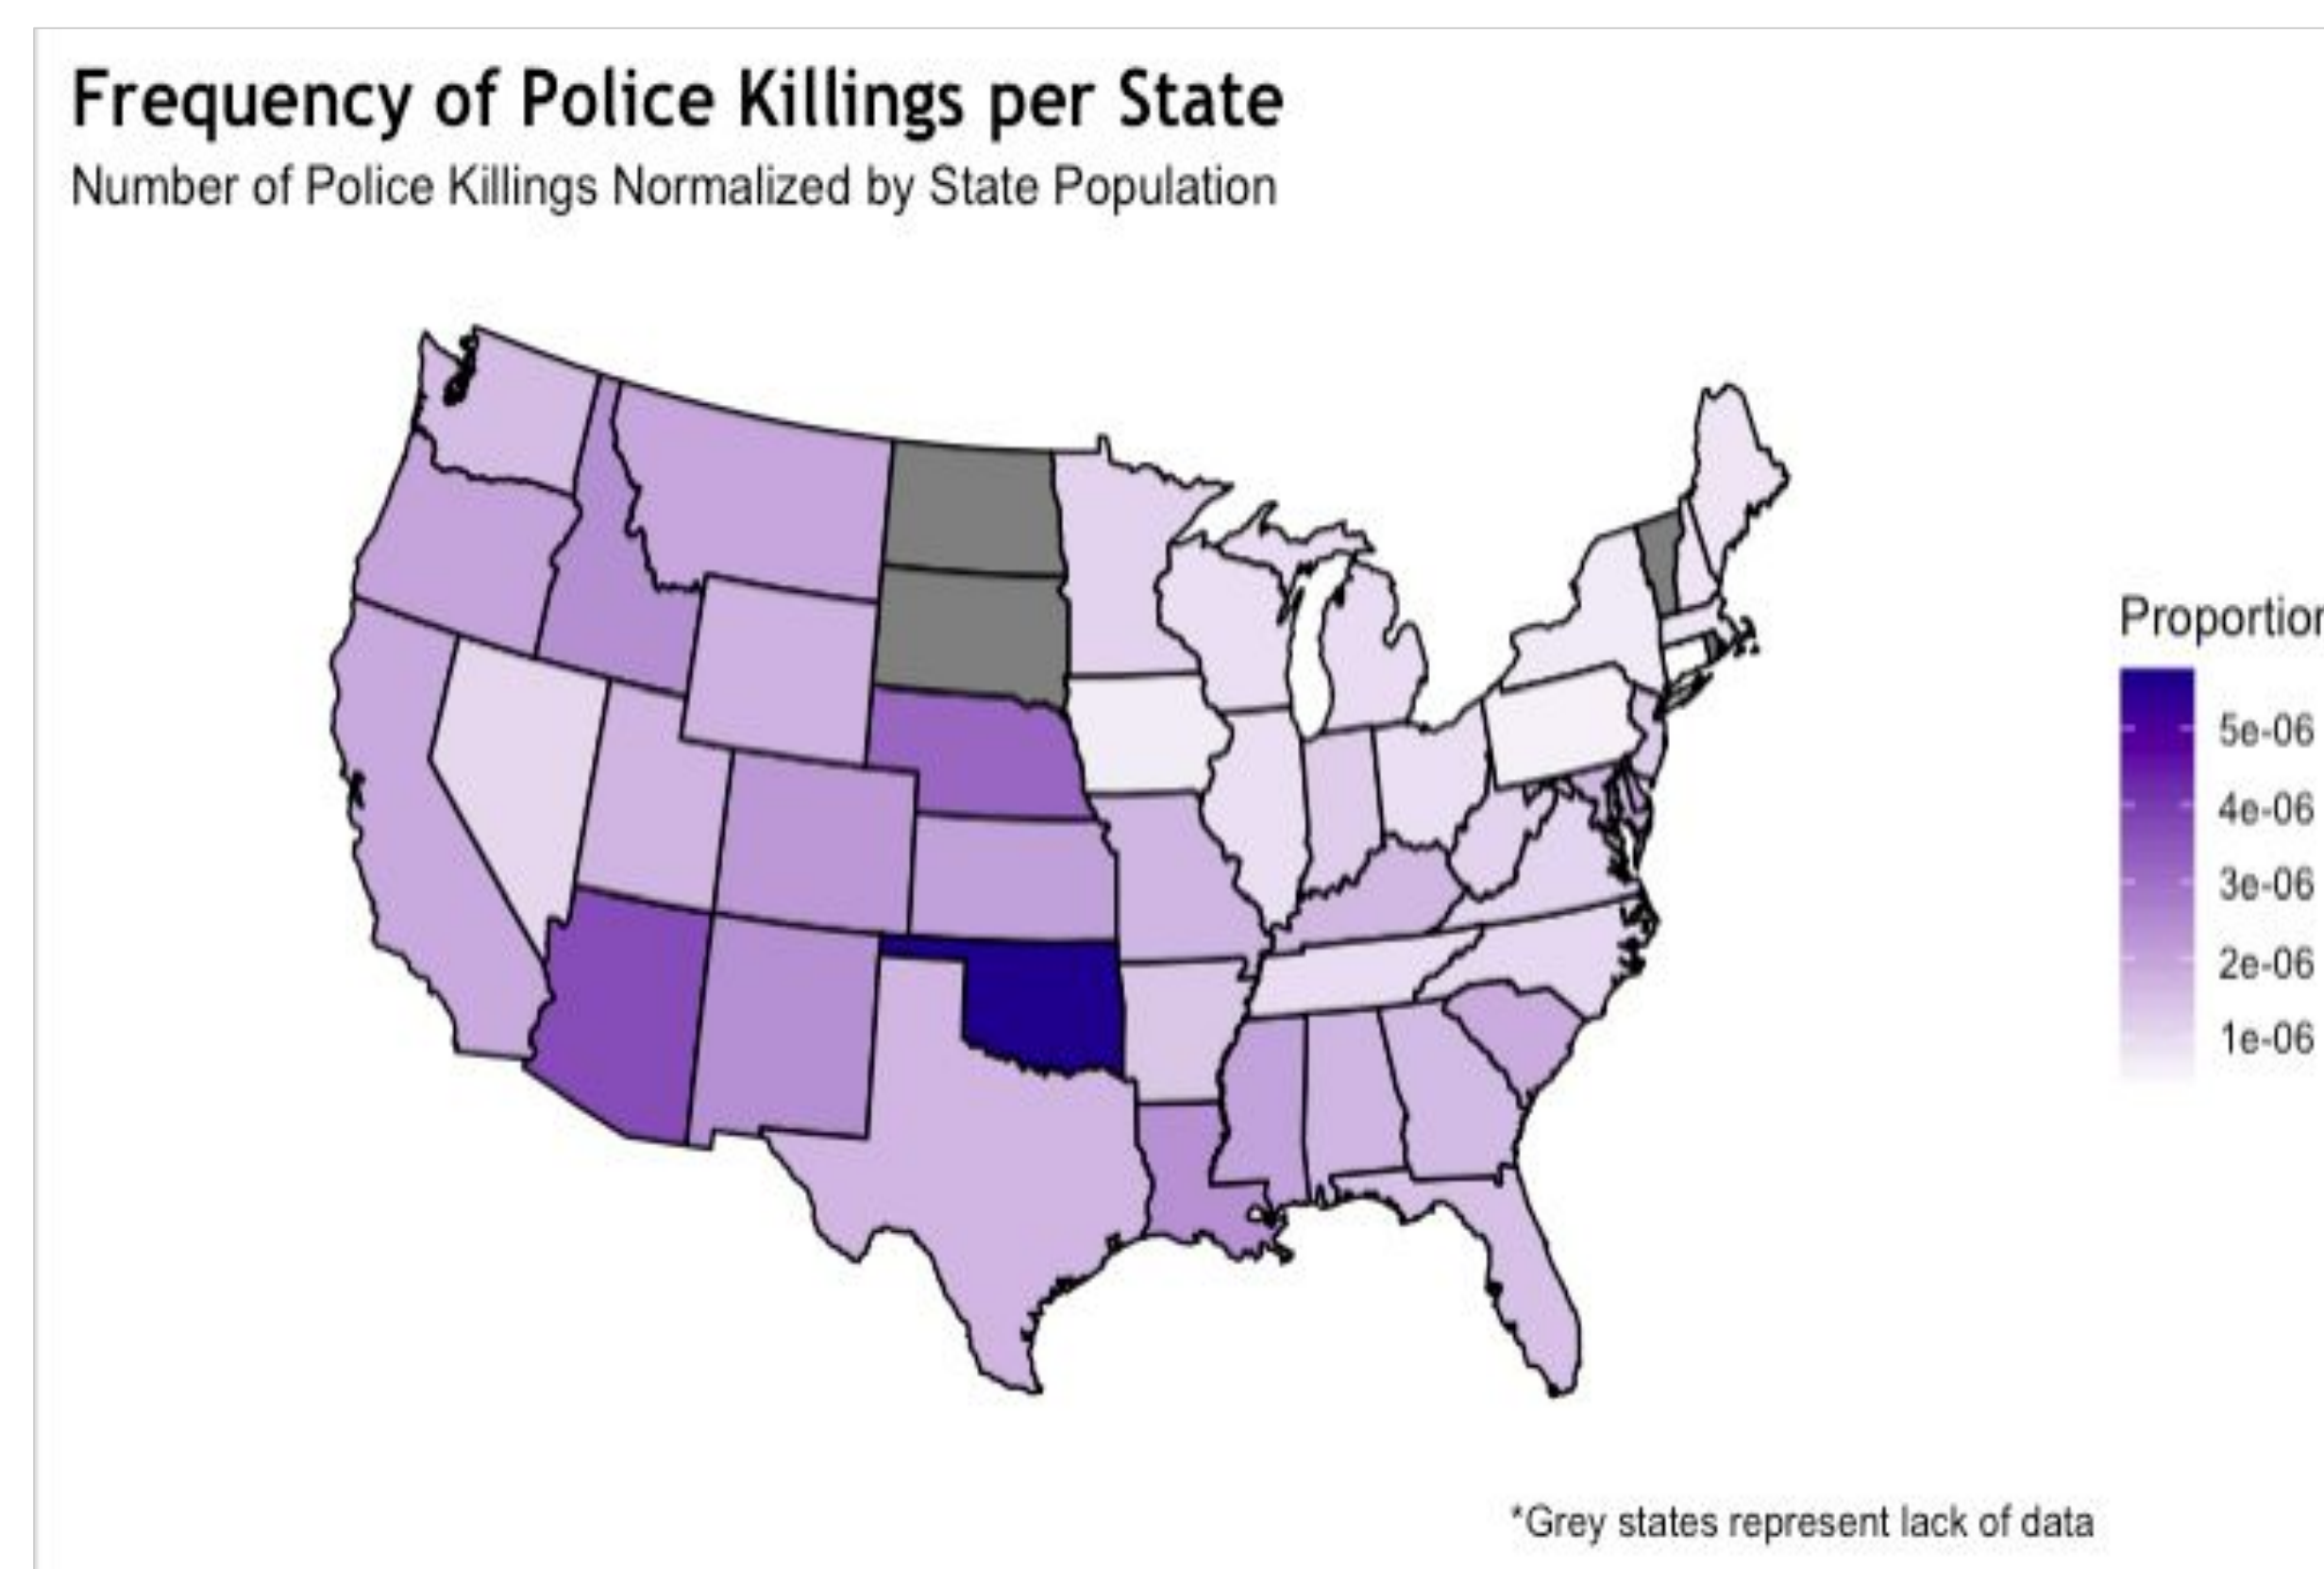 Frequency of Police Killings per State
Number of Police Killings Normalized by State Population
Proportion
5e-06
4e-06
3e-06
2e-06
1e-06
*Grey states represent lack of data